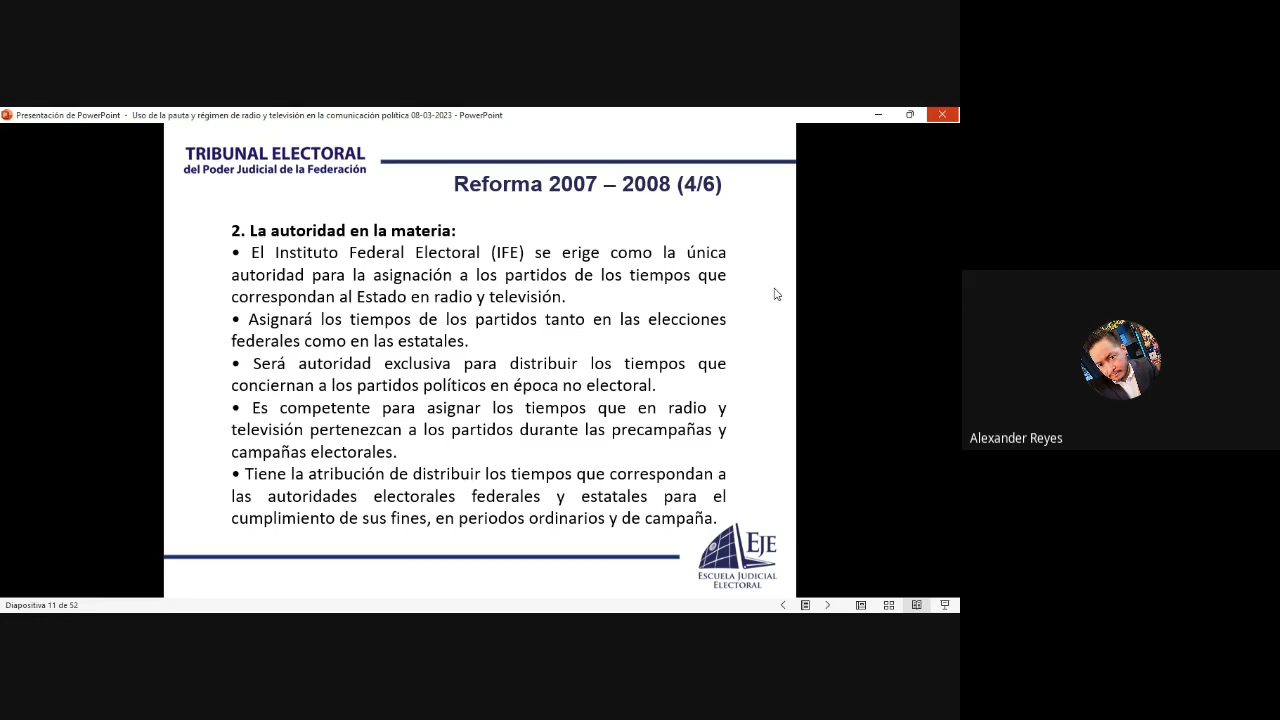 Presentación de PowerPoint - Uso de la pauta y régimen de radio y televisión en la comunicación política 08-03-2023 - PowerPoint
TRIBUNAL ELECTORAL
del Poder Judicial de la Federación
Reforma 2007 – 2008 (4/6)
2. La autoridad en la materia:
• El Instituto Federal Electoral (IFE) se erige como la única
autoridad para la asignación a los partidos de los tiempos que
correspondan al Estado en radio y televisión.
• Asignará los tiempos de los partidos tanto en las elecciones
federales como en las estatales.
• Será autoridad exclusiva para distribuir los tiempos que
conciernan a los partidos políticos en época no electoral.
• Es competente para asignar los tiempos que en radio y
televisión pertenezcan a los partidos durante las precampañas y
campañas electorales.
• Tiene la atribución de distribuir los tiempos que correspondan a
las autoridades electorales federales y estatales para el
cumplimiento de sus fines, en periodos ordinarios y de campaña.
EJE
ESCUELA JUDICIAL
ELECTORAL
Diapositiva 11 de 52
Alexander Reyes